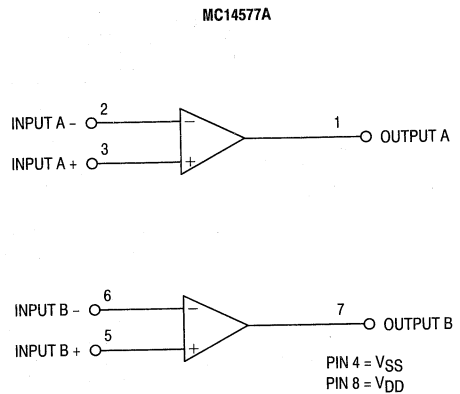 MC14577A
2
INPUT A –
–
1
OUTPUT A
3
INPUT A +
+
6
INPUT B –
–
7
OUTPUT B
5
INPUT B +
+
PIN 4 = VSS
PIN 8 = VDD